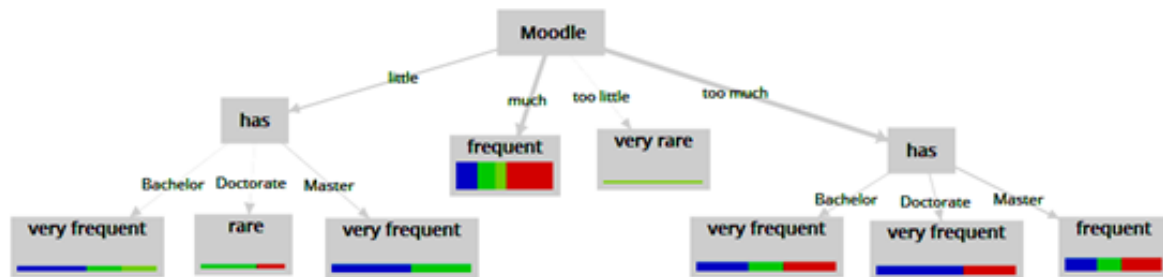 Moodle
little
much
too little
too much
has
frequent
very rare
has
Bachelor
Doctorate
Master
Bachelor
Doctorate
Master
very frequent
rare
very frequent
very frequent
very frequent
frequent